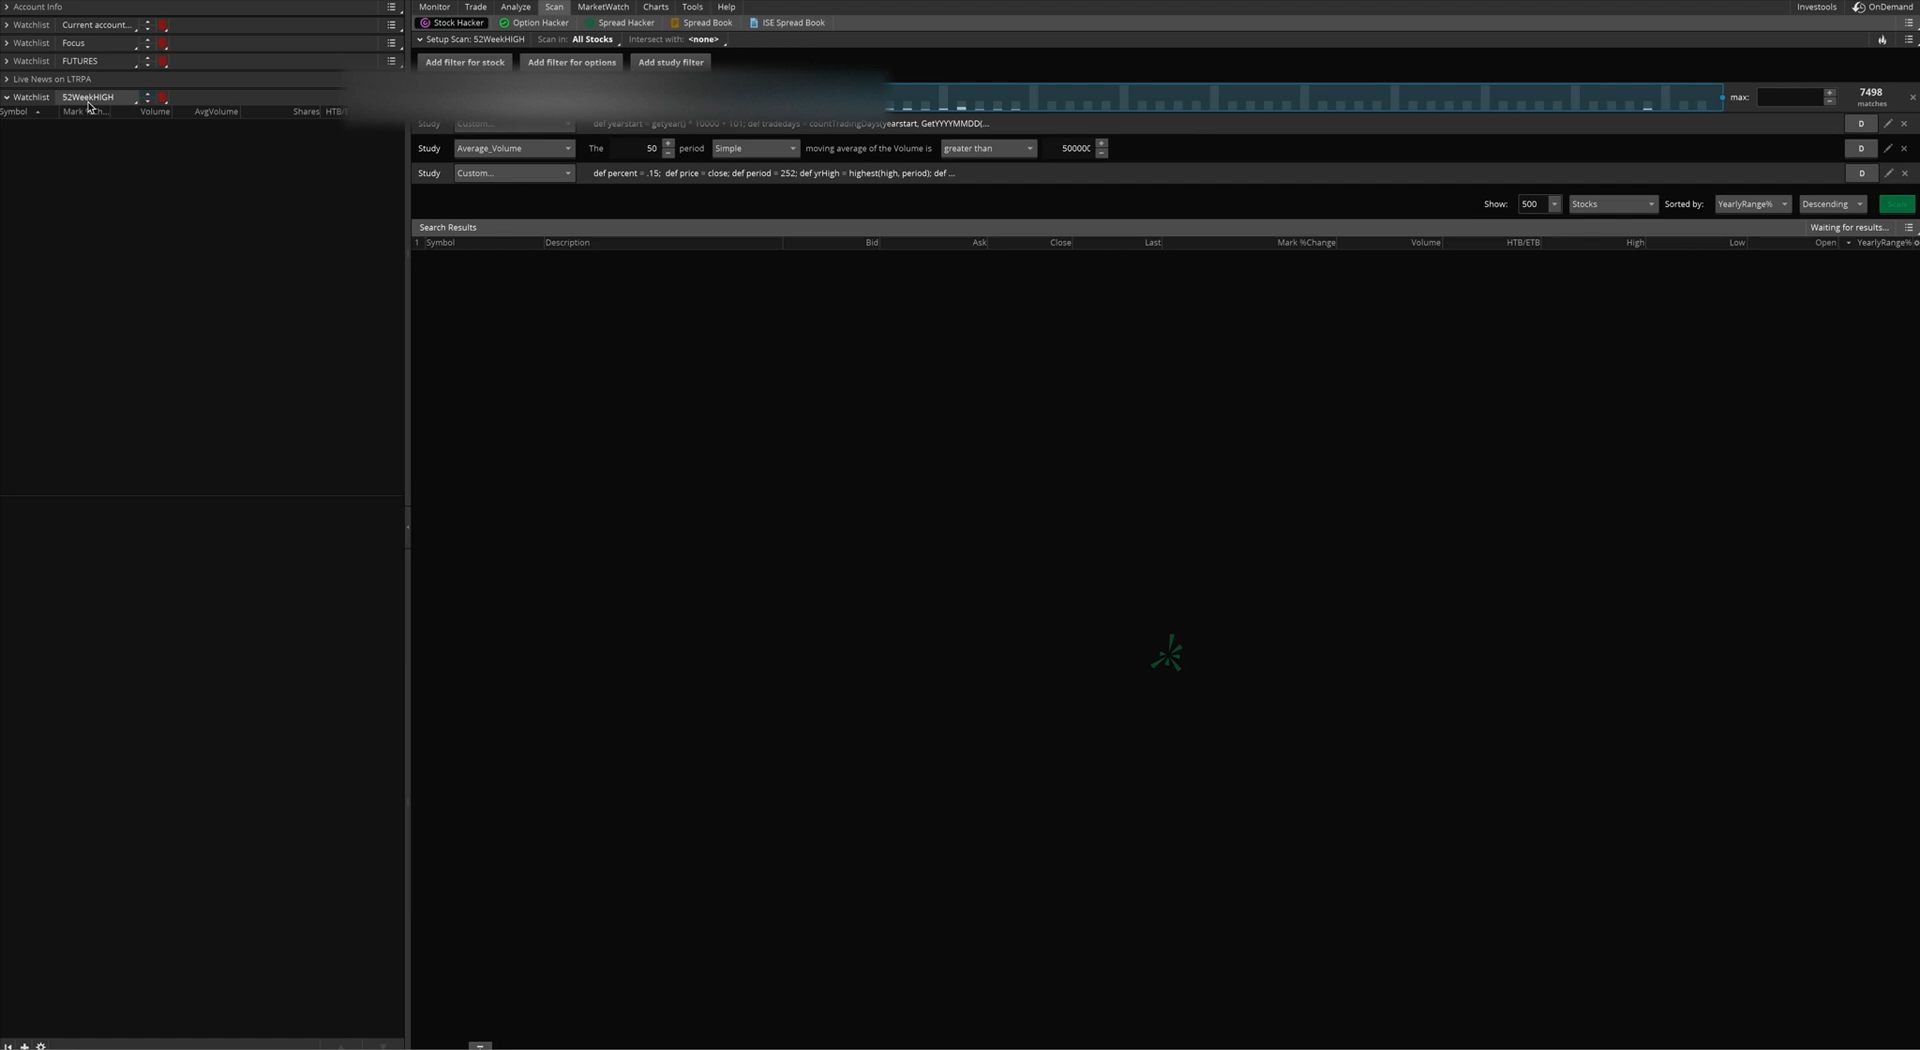 Account Info
Monitor Trade Analyze Scan MarketWatch Charts Tools Help Investools OnDemand
Watchlist Current account...
Stock Hacker Option Hacker Spread Hacker Spread Book ISE Spread Book
Watchlist Focus
Setup Scan: 52WeekHIGH Scan in: All Stocks Intersect with: <none>
Watchlist FUTURES
Add filter for stock Add filter for options Add study filter
Live News on LTRPA
Watchlist 52WeekHIGH
max: 7498
matches
Symbol Mark Volume AvgVolume Shares
Study Custom... def yearstart = getyear() * 10000 + 101; def tradedays = countTradingDays(yearstart, GetYYYYMMDD(... D
Study Average_Volume The 50 period Simple moving average of the Volume is greater than D
Study Custom... def percent = .15; def price = close; def period = 252; def yrHigh = highest(high, period); def ... D
Show: 500 Stocks Sorted by: YearlyRange% Descending
Search Results Waiting for results...
1 Symbol Description Bid Ask Close Last Mark %Change Volume HTB/ETB High Low Open YearlyRange%